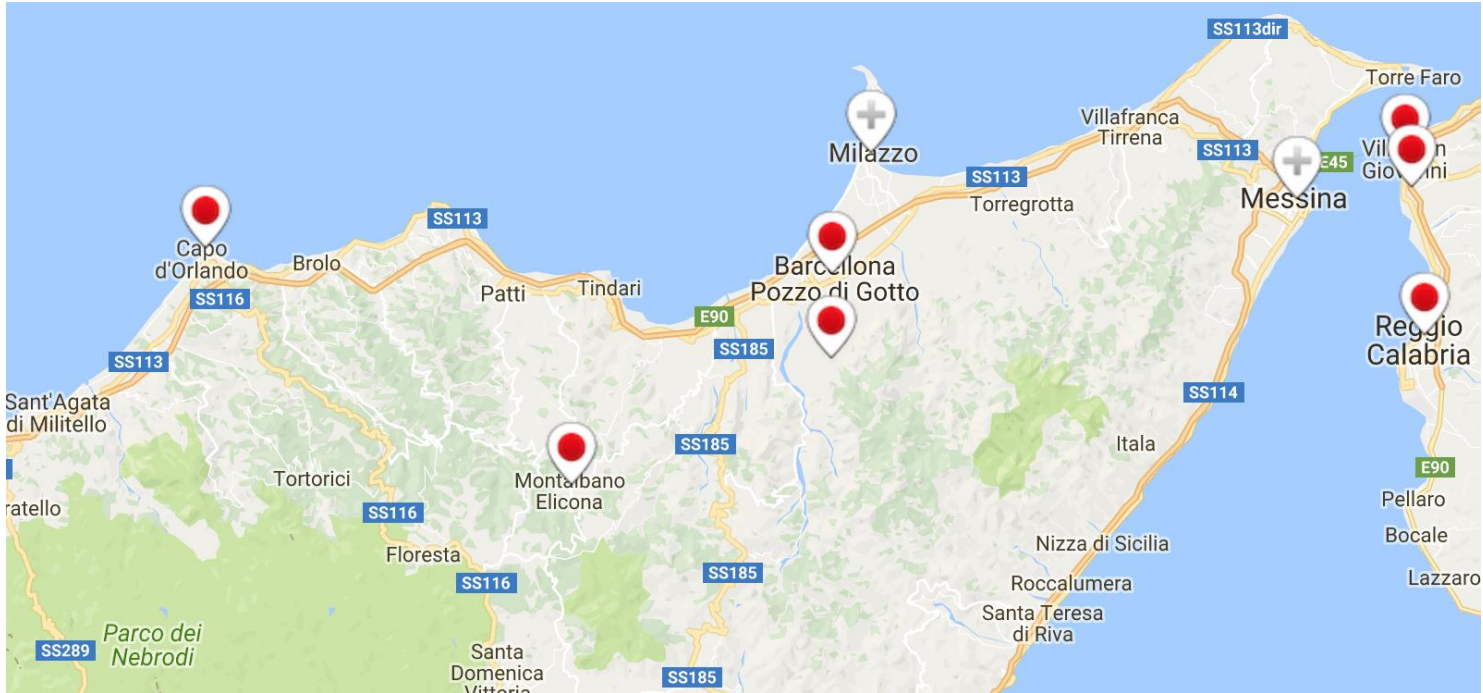 SS113dir
Torre Faro
Villafranca
Tirrena
Milazzo
SS113
E45
Messina
SS113
Torregrotta
SS113
Capo
d'Orlando
Brolo
Patti
Tindari
Barcellona
Pozzo di Gotto
SS116
E90
SS185
Reggio
Calabria
SS113
SS114
Sant'Agata
di Militello
SS185
Itala
E90
Tortorici
Montalbano
Elicona
Pellaro
ratello
SS116
Bocale
Floresta
Nizza di Sicilia
SS116
SS185
Roccalumera
Lazzaro
Santa Teresa
di Riva
Parco dei
Nebrodi
SS289
Santa
Domenica
Vittoria
SS185